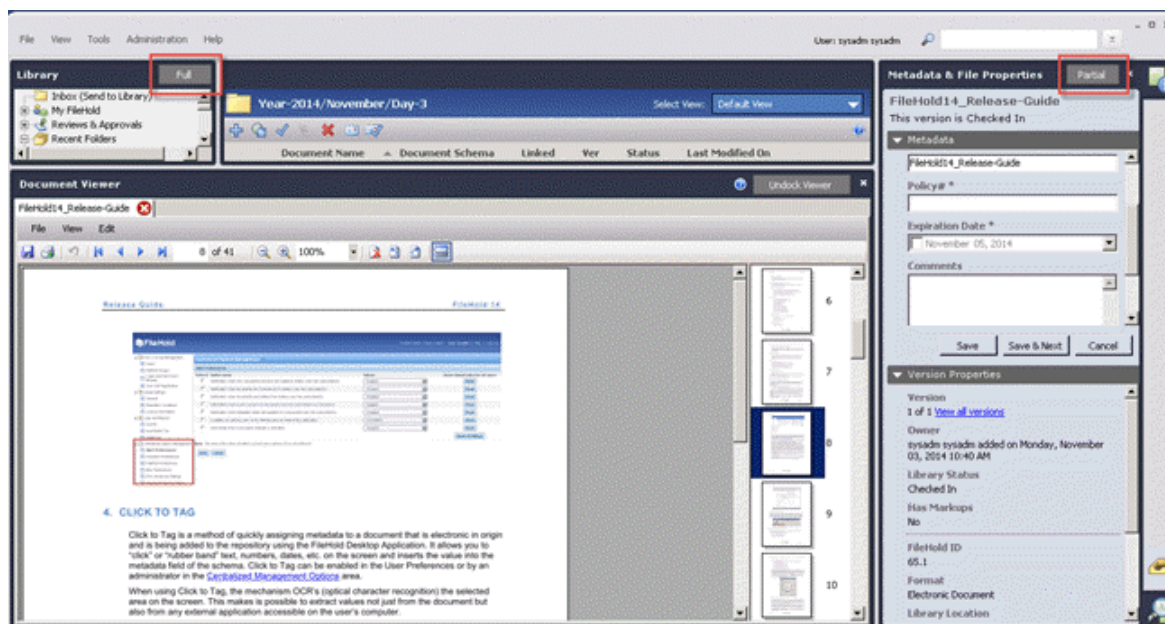 File View Tools Administration Help
User: sysadm sysadm
Library Full
Inbox (Send to Library)
My FileHold
Reviews & Approvals
Recent Folders
Year-2014/November/Day-3
Select View: Default View
Document Name Document Schema Linked Ver Status Last Modified On
Document Viewer Undock Viewer
FileHold14_Release-Guide
File View Edit
8 of 41 100%
Release Guide FileHold 14
FileHold
4. CLICK TO TAG
Click to Tag is a method of quickly assigning metadata to a document that is electronic in origin
and is being added to the repository using the FileHold Desktop Application. It allows you to
"click" or "rubber band" text, numbers, dates, etc. on the screen and inserts the value into the
metadata field of the schema. Click to Tag can be enabled in the User Preferences or by an
administrator in the Centralized Management Options area.
When using Click to Tag, the mechanism OCR's (optical character recognition) the selected
area on the screen. This makes is possible to extract values not just from the document but
also from any external application accessible on the user's computer.
6
7
8
9
10
Metadata & File Properties Partial
FileHold14_Release-Guide
This version is Checked In
Metadata
FileHold14_Release-Guide
Policy# *
Expiration Date *
November 05, 2014
Comments
Save Save & Next Cancel
Version Properties
Version
1 of 1 View all versions
Owner
sysadm sysadm added on Monday, November
03, 2014 10:40 AM
Library Status
Checked In
Has Markups
No
FileHold ID
65.1
Format
Electronic Document
Library Location